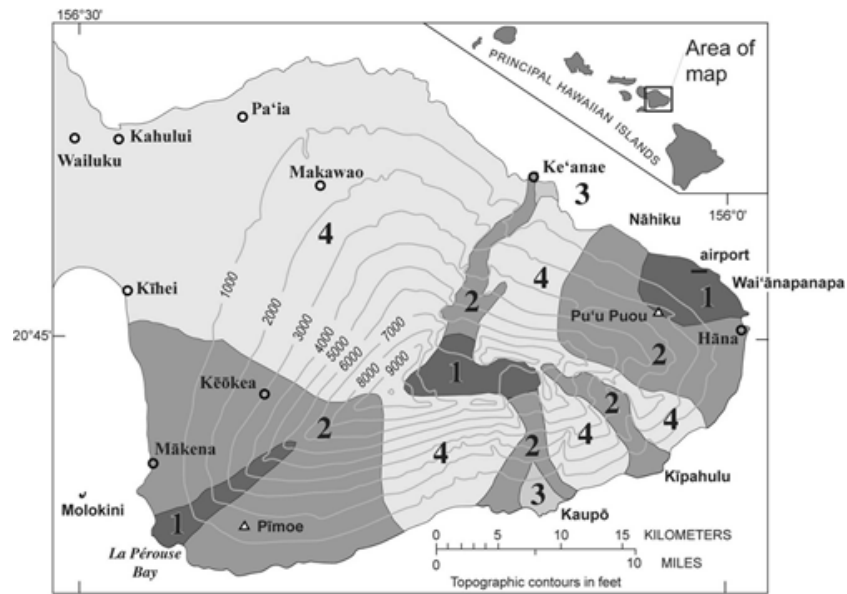 156°30'
Area of
map
PRINCIPAL HAWAIIAN ISLANDS
Pa‘ia
Kahului
Wailuku
Makawao
Ke‘anae
3
Nāhiku
156°0'
4
airport
Wai‘ānapanapa
1
4
Kīhei
1000
2000
3000
4000
5000
6000
7000
8000
9000
2
Pu‘u Puou
Hāna
20°45'
2
1
Kēōkea
2
2
2
4
4
4
Mākena
Kīpahulu
3
Molokini
1
Pīmoe
Kaupō
La Pérouse
Bay
0 5 10 15 KILOMETERS
0 10 MILES
Topographic contours in feet